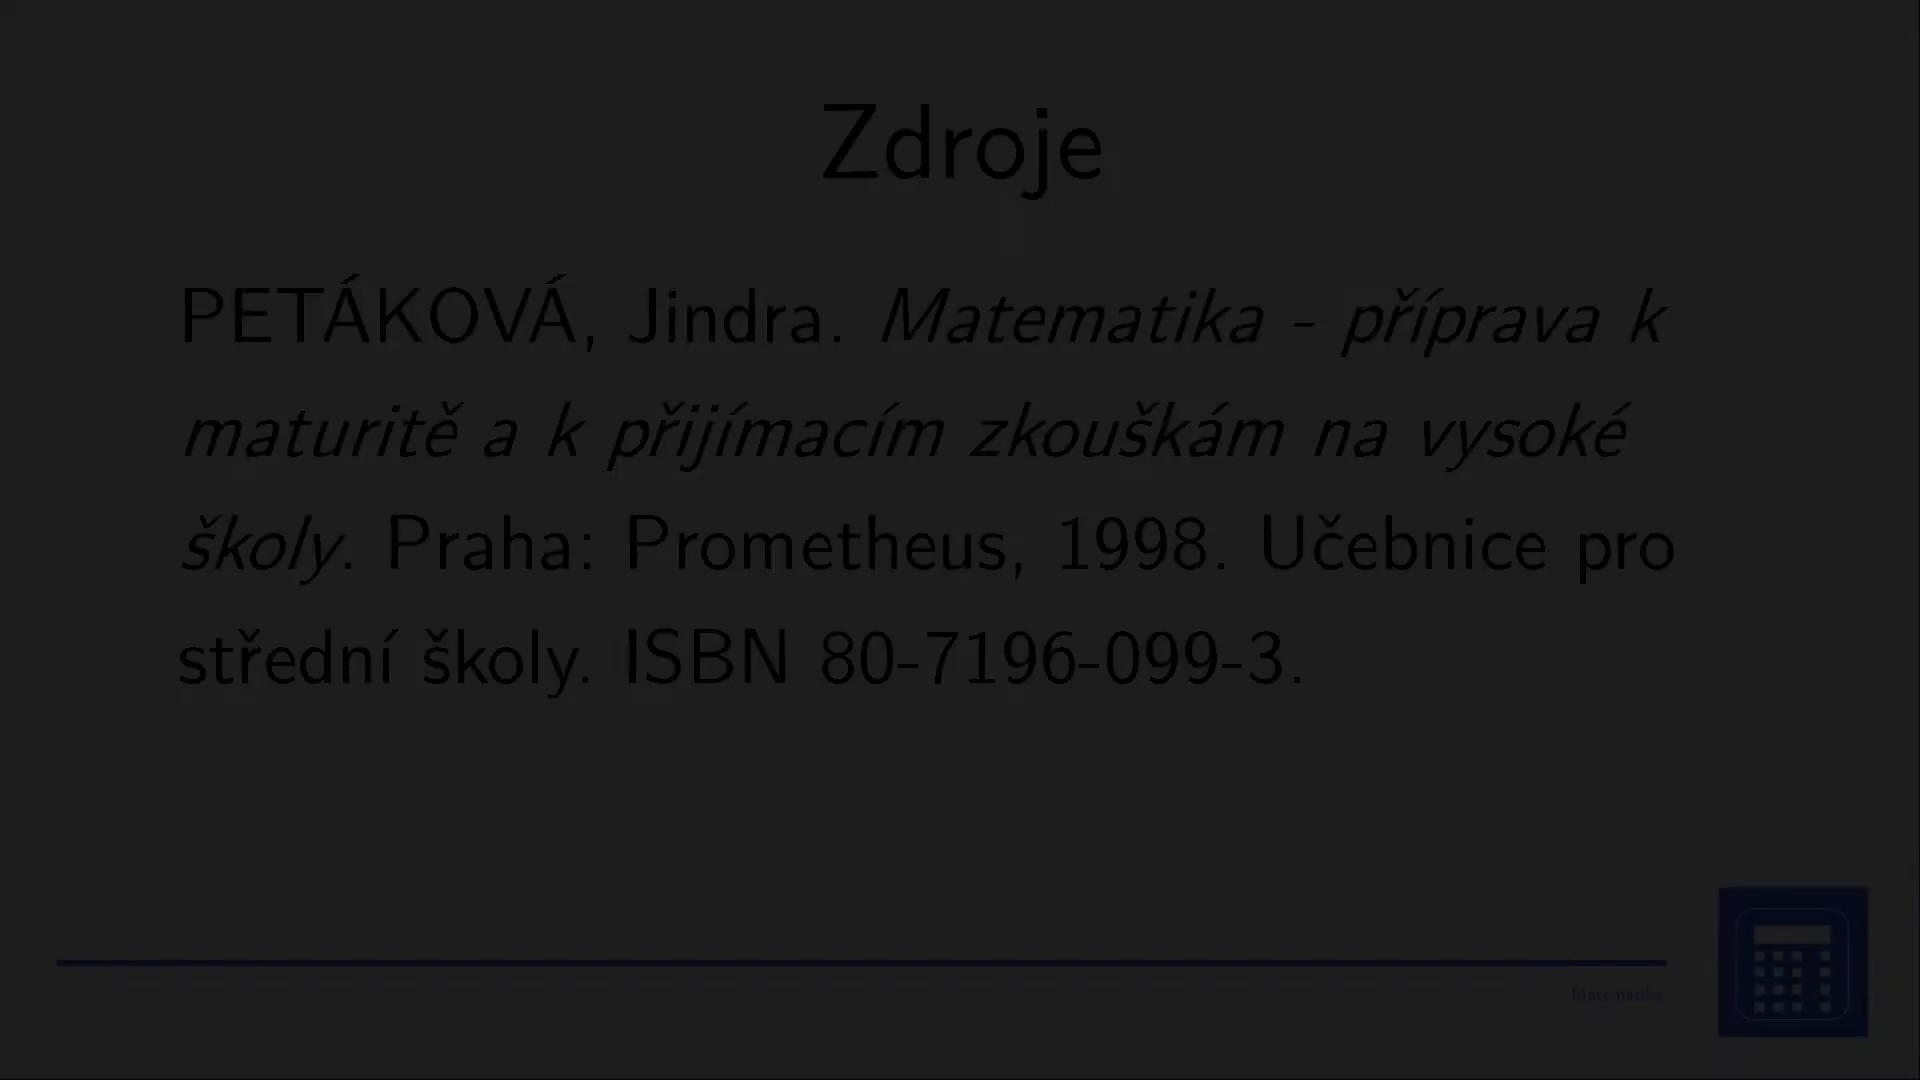 Zdroje
PETÁKOVÁ, Jindra. Matematika - příprava k
maturitě a k přijímacím zkouškám na vysoké
školy. Praha: Prometheus, 1998. Učebnice pro
střední školy. ISBN 80-7196-099-3.
Matematika